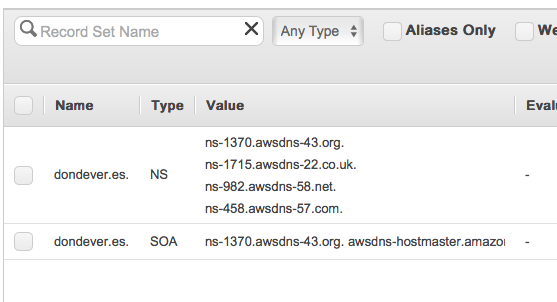 Record Set Name Any Type Aliases Only We
Name Type Value Eval
ns-1370.awsdns-43.org.
ns-1715.awsdns-22.co.uk.
dondever.es. NS -
ns-982.awsdns-58.net.
ns-458.awsdns-57.com.
dondever.es. SOA ns-1370.awsdns-43.org. awsdns-hostmaster.amazo -